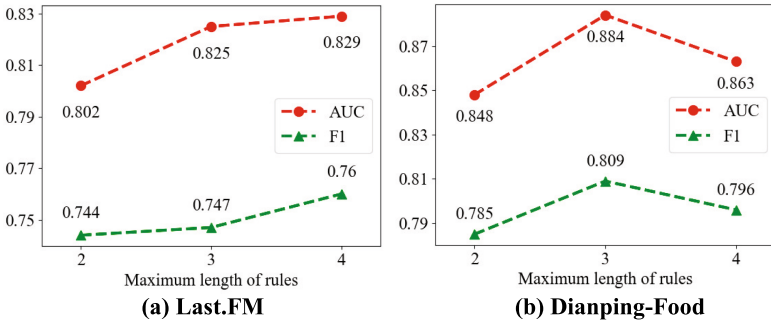 0.83
0.81
0.79
0.77
0.75
0.802
0.825
0.829
AUC
F1
0.744
0.747
0.76
2 3 4
Maximum length of rules
(a) Last.FM
0.87
0.85
0.83
0.81
0.79
0.848
0.884
0.863
AUC
F1
0.785
0.809
0.796
2 3 4
Maximum length of rules
(b) Dianping-Food